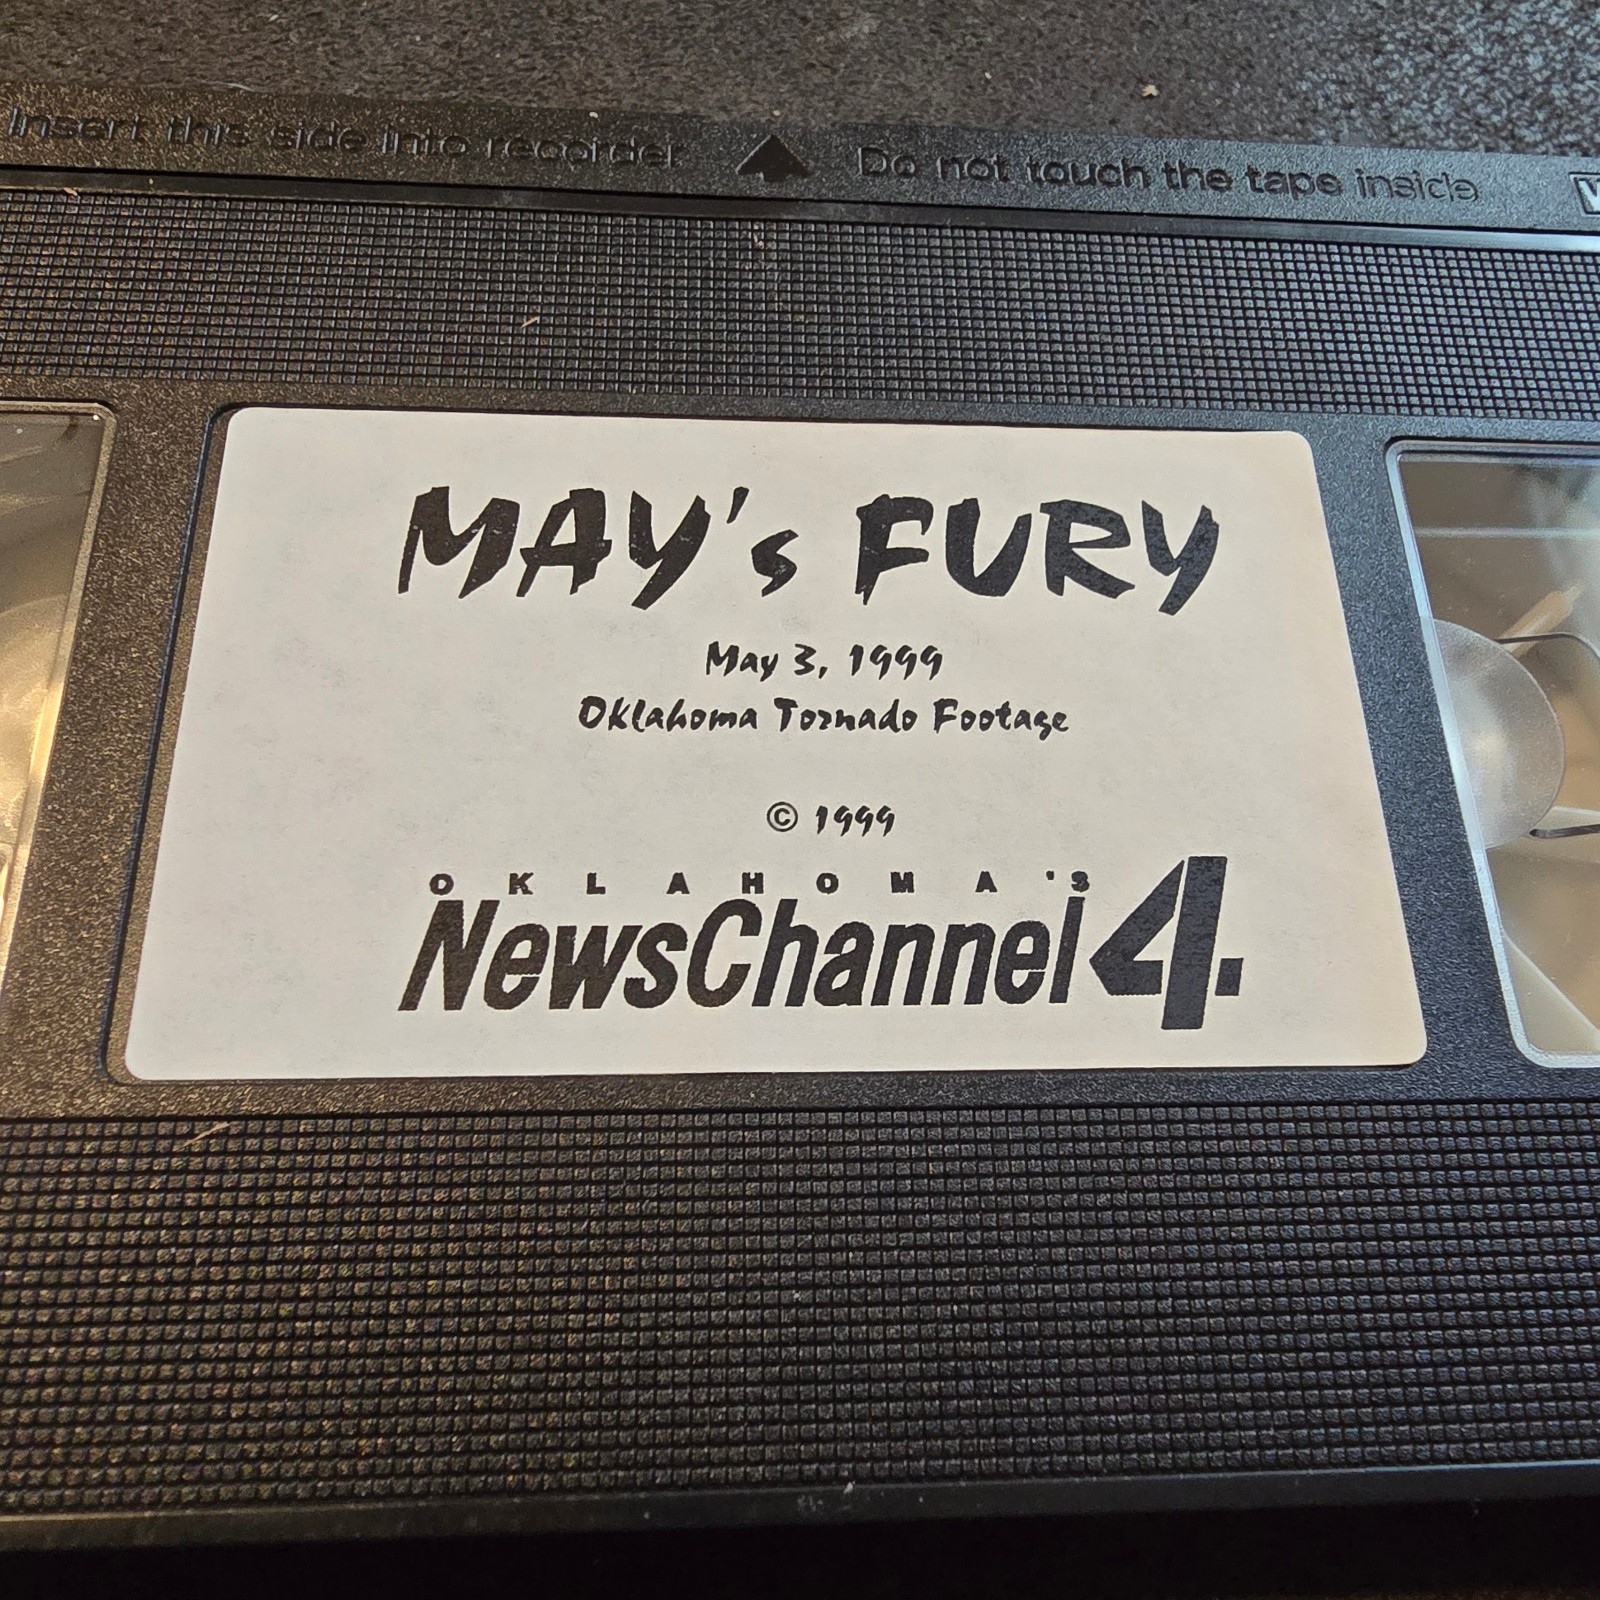 Insert this side into recorder Do not touch the tape inside
MAY's FURY
May 3, 1999
Oklahoma Tornado Footage
© 1999
OKLAHOMA'S
NewsChannel 4.